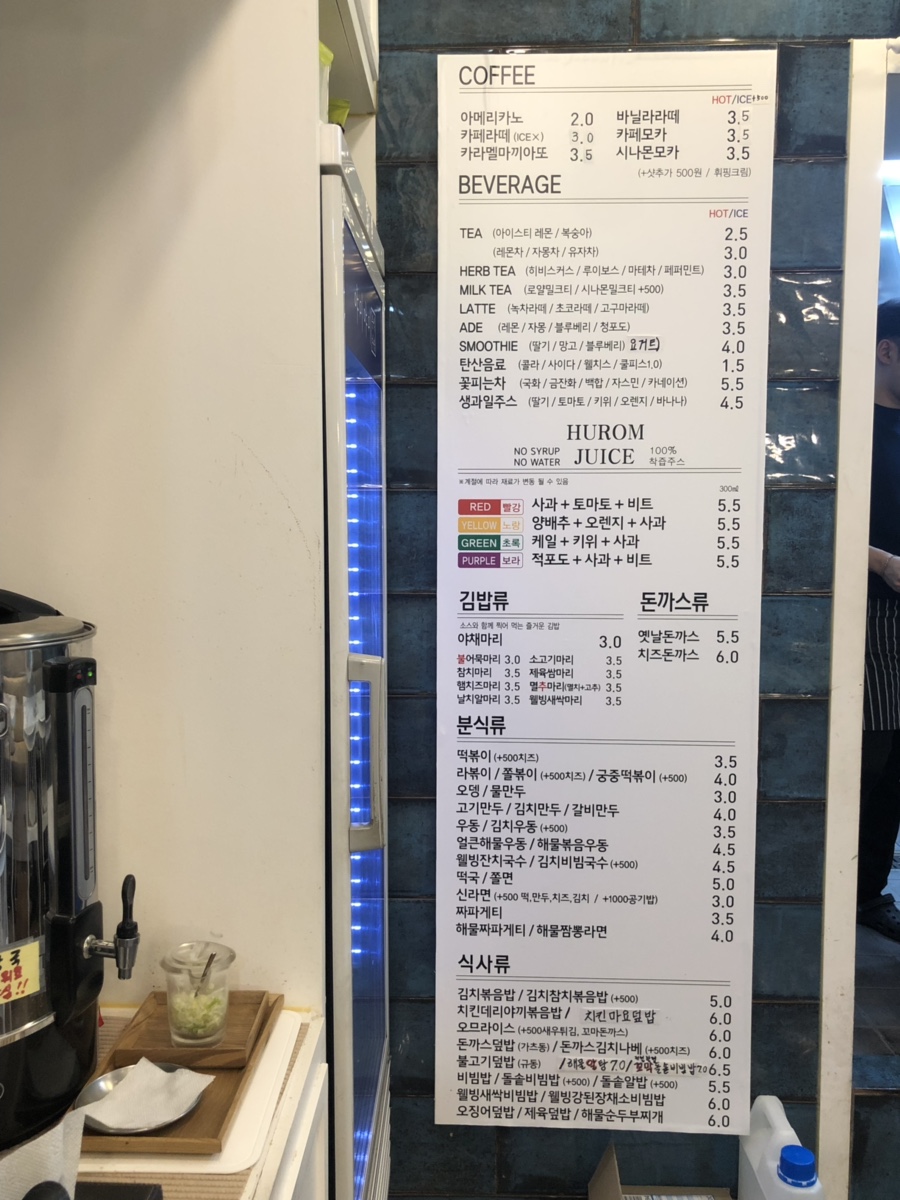 COFFEE
HOT/ICE+500
아메리카노 2.0 바닐라라떼 3.5
카페라떼 (ICE×) 3.0 카페모카 3.5
카라멜마끼아또 3.5 시나몬모카 3.5
(+샷추가 500원 / 휘핑크림)
BEVERAGE
HOT/ICE
TEA (아이스티 레몬 / 복숭아) 2.5
(레몬차 / 자몽차 / 유자차) 3.0
HERB TEA (히비스커스 / 루이보스 / 마테차 / 페퍼민트) 3.0
MILK TEA (로얄밀크티 / 시나몬밀크티 +500) 3.5
LATTE (녹차라떼 / 초코라떼 / 고구마라떼) 3.5
ADE (레몬 / 자몽 / 블루베리 / 청포도) 3.5
SMOOTHIE (딸기 / 망고 / 블루베리) 요거트) 4.0
탄산음료 (콜라 / 사이다 / 웰치스 / 쿨피스1.0) 1.5
꽃피는차 (국화 / 금잔화 / 백합 / 자스민 / 카네이션) 5.5
생과일주스 (딸기 / 토마토 / 키위 / 오렌지 / 바나나) 4.5
HUROM
NO SYRUP
NO WATER
JUICE
100%
착즙주스
※계절에 따라 재료가 변동 될 수 있음
300㎖
RED 빨강 사과 + 토마토 + 비트 5.5
YELLOW 노랑 양배추 + 오렌지 + 사과 5.5
GREEN 초록 케일 + 키위 + 사과 5.5
PURPLE 보라 적포도 + 사과 + 비트 5.5
김밥류
소스와 함께 찍어 먹는 즐거운 김밥
야채마리 3.0
불어묵마리 3.0 소고기마리 3.5
참치마리 3.5 제육쌈마리 3.5
햄치즈마리 3.5 멸추마리(멸치+고추) 3.5
날치알마리 3.5 웰빙새싹마리 3.5
돈까스류
옛날돈까스 5.5
치즈돈까스 6.0
분식류
떡볶이 (+500치즈) 3.5
라볶이 / 쫄볶이 (+500치즈) / 궁중떡볶이 (+500) 4.0
오뎅 / 물만두 3.0
고기만두 / 김치만두 / 갈비만두 4.0
우동 / 김치우동 (+500) 3.5
얼큰해물우동 / 해물볶음우동 4.5
웰빙잔치국수 / 김치비빔국수 (+500) 4.5
떡국 / 쫄면 5.0
신라면 (+500 떡,만두,치즈,김치 / +1000공기밥) 3.0
짜파게티 3.5
해물짜파게티 / 해물짬뽕라면 4.0
식사류
김치볶음밥 / 김치참치볶음밥 (+500) 5.0
치킨데리야끼볶음밥 / 치킨마요덮밥 6.0
오므라이스 (+500새우튀김, 꼬마돈까스) 6.0
돈까스덮밥 (가츠동) / 돈까스김치나베 (+500치즈) 6.0
불고기덮밥 (규동) 7.0 / 7.0 6.5
비빔밥 / 돌솥비빔밥 (+500) / 돌솥알밥 (+500) 5.5
웰빙새싹비빔밥 / 웰빙강된장채소비빔밥 6.0
오징어덮밥 / 제육덮밥 / 해물순두부찌개 6.0